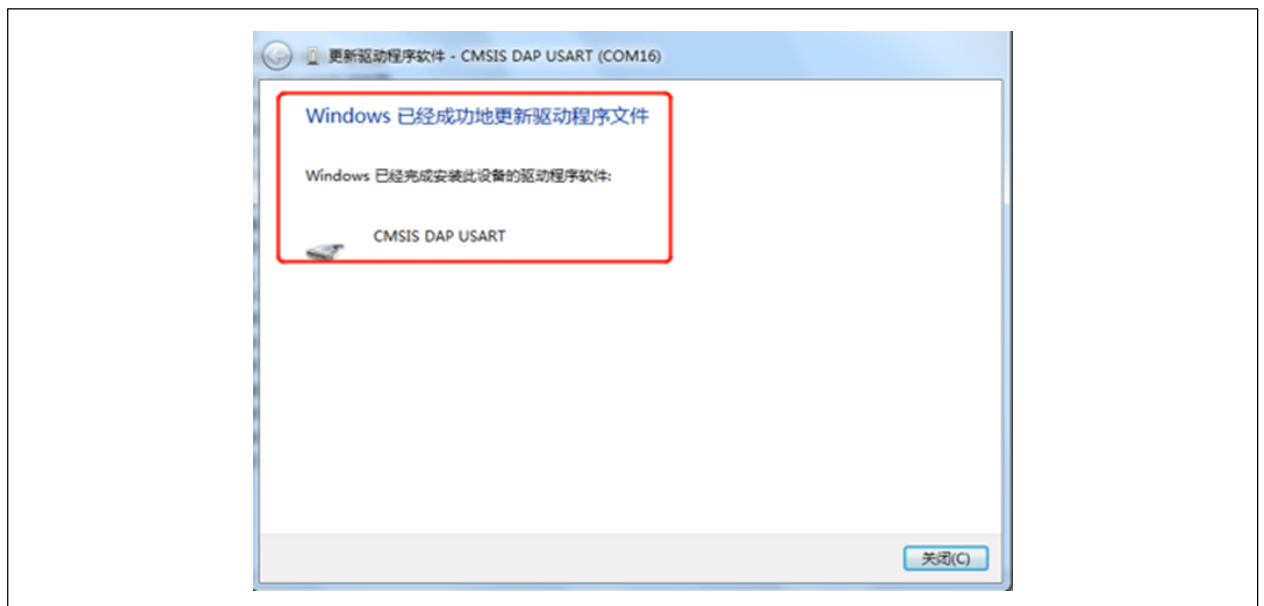 更新驱动程序软件 - CMSIS DAP USART (COM16)
Windows 已经成功地更新驱动程序文件
Windows 已经完成安装此设备的驱动程序软件:
CMSIS DAP USART
关闭(C)